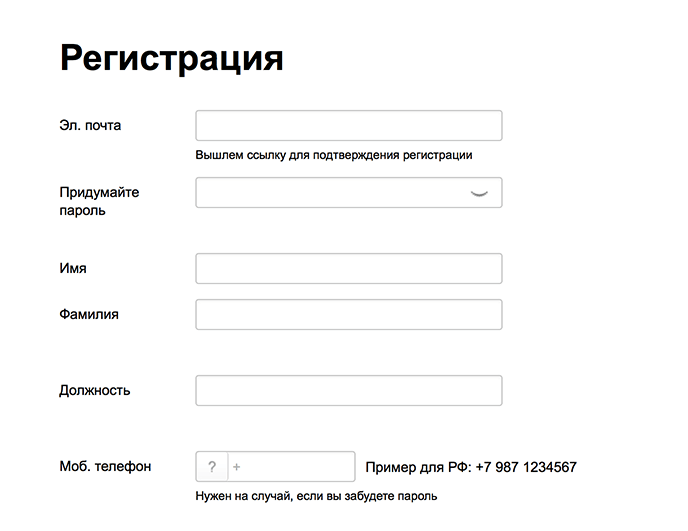 Регистрация
Эл. почта
Вышлем ссылку для подтверждения регистрации
Придумайте
пароль
Имя
Фамилия
Должность
Моб. телефон ? + Пример для РФ: +7 987 1234567
Нужен на случай, если вы забудете пароль